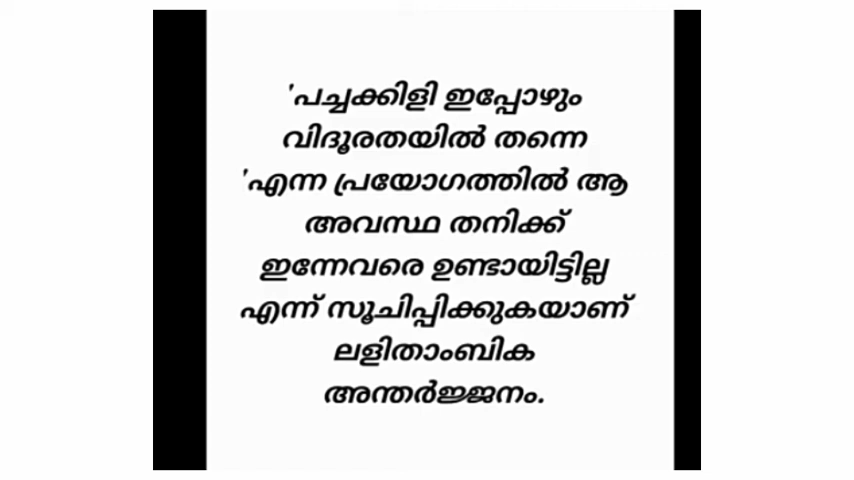 'പച്ചക്കിളി ഇപ്പോഴും
വിദൂരതയിൽ തന്നെ
'എന്ന പ്രയോഗത്തിൽ ആ
അവസ്ഥ തനിക്ക്
ഇന്നേവരെ ഉണ്ടായിട്ടില്ല
എന്ന് സൂചിപ്പിക്കുകയാണ്
ലളിതാംബിക
അന്തർജ്ജനം.